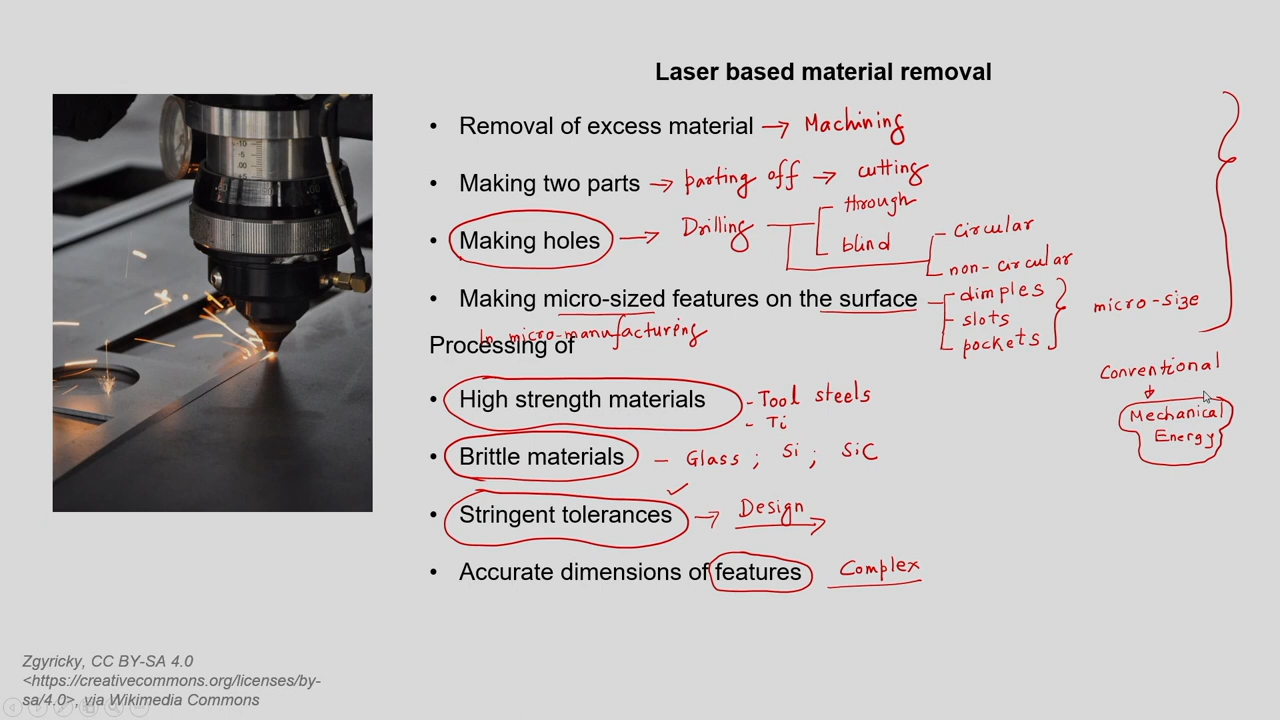 Laser based material removal
• Removal of excess material → Machining
• Making two parts → parting off → cutting
• Making holes → Drilling
through
blind
circular
non-circular
• Making micro-sized features on the surface
dimples
slots
pockets
micro-size
In micro-manufacturing
Processing of
Conventional
Mechanical
Energy
• High strength materials
- Tool steels
- Ti
• Brittle materials – Glass ; Si ; SiC
• Stringent tolerances → Design
• Accurate dimensions of features Complex
Zgyricky, CC BY-SA 4.0
<https://creativecommons.org/licenses/by-
sa/4.0>, via Wikimedia Commons